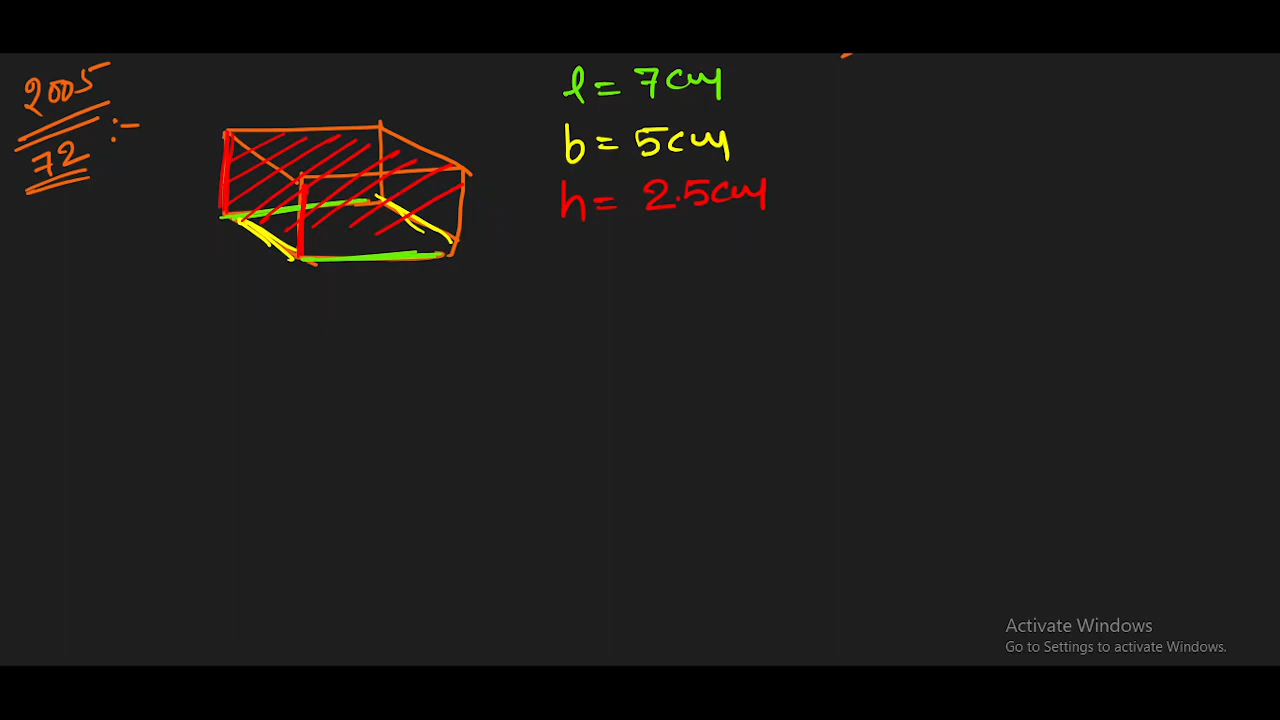 2005
72 :-
l = 7cm
b = 5cm
h = 2.5cm
Activate Windows
Go to Settings to activate Windows.